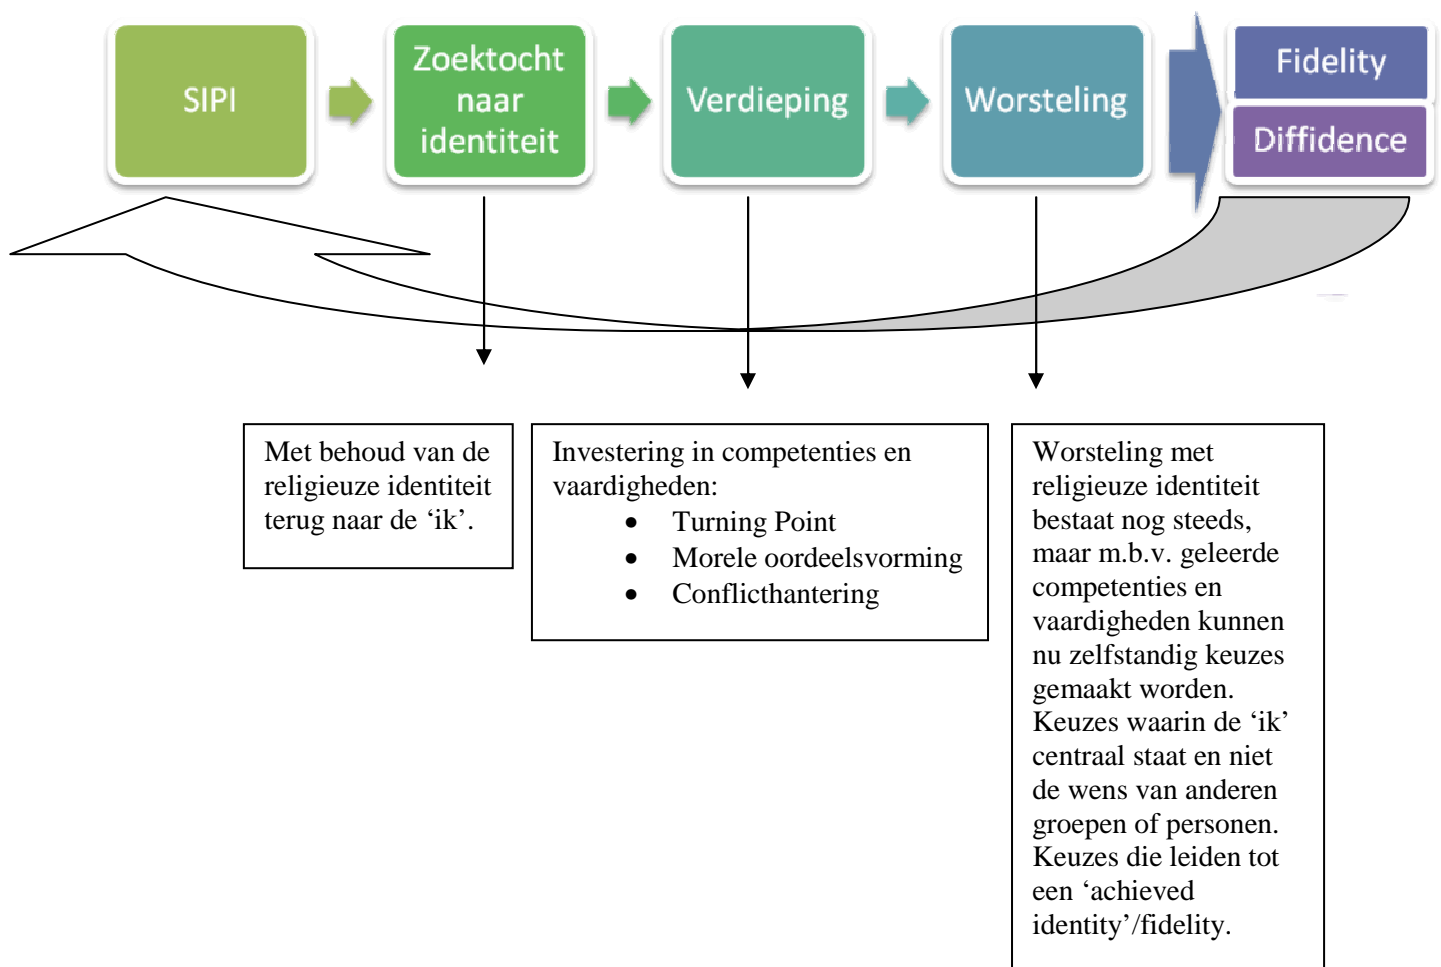 SIPI
Zoektocht
naar
identiteit
Verdieping
Worsteling
Fidelity
Diffidence
Met behoud van de
religieuze identiteit
terug naar de ‘ik’.
Investering in competenties en
vaardigheden:
• Turning Point
• Morele oordeelsvorming
• Conflicthantering
Worsteling met
religieuze identiteit
bestaat nog steeds,
maar m.b.v. geleerde
competenties en
vaardigheden kunnen
nu zelfstandig keuzes
gemaakt worden.
Keuzes waarin de ‘ik’
centraal staat en niet
de wens van anderen
groepen of personen.
Keuzes die leiden tot
een ‘achieved
identity’/fidelity.